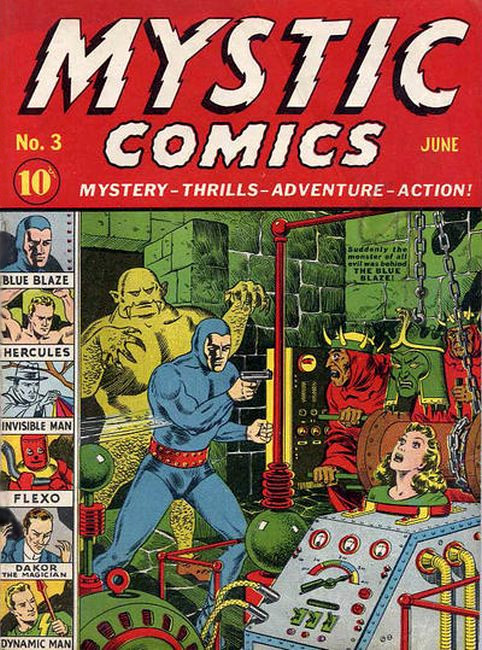 MYSTIC
COMICS
No. 3
JUNE
10¢
MYSTERY-THRILLS-ADVENTURE-ACTION!
BLUE BLAZE
HERCULES
INVISIBLE MAN
FLEXO
DAKOR
THE MAGICIAN
DYNAMIC MAN
Suddenly the
monster of all
evil was behind
THE BLUE
BLAZE!